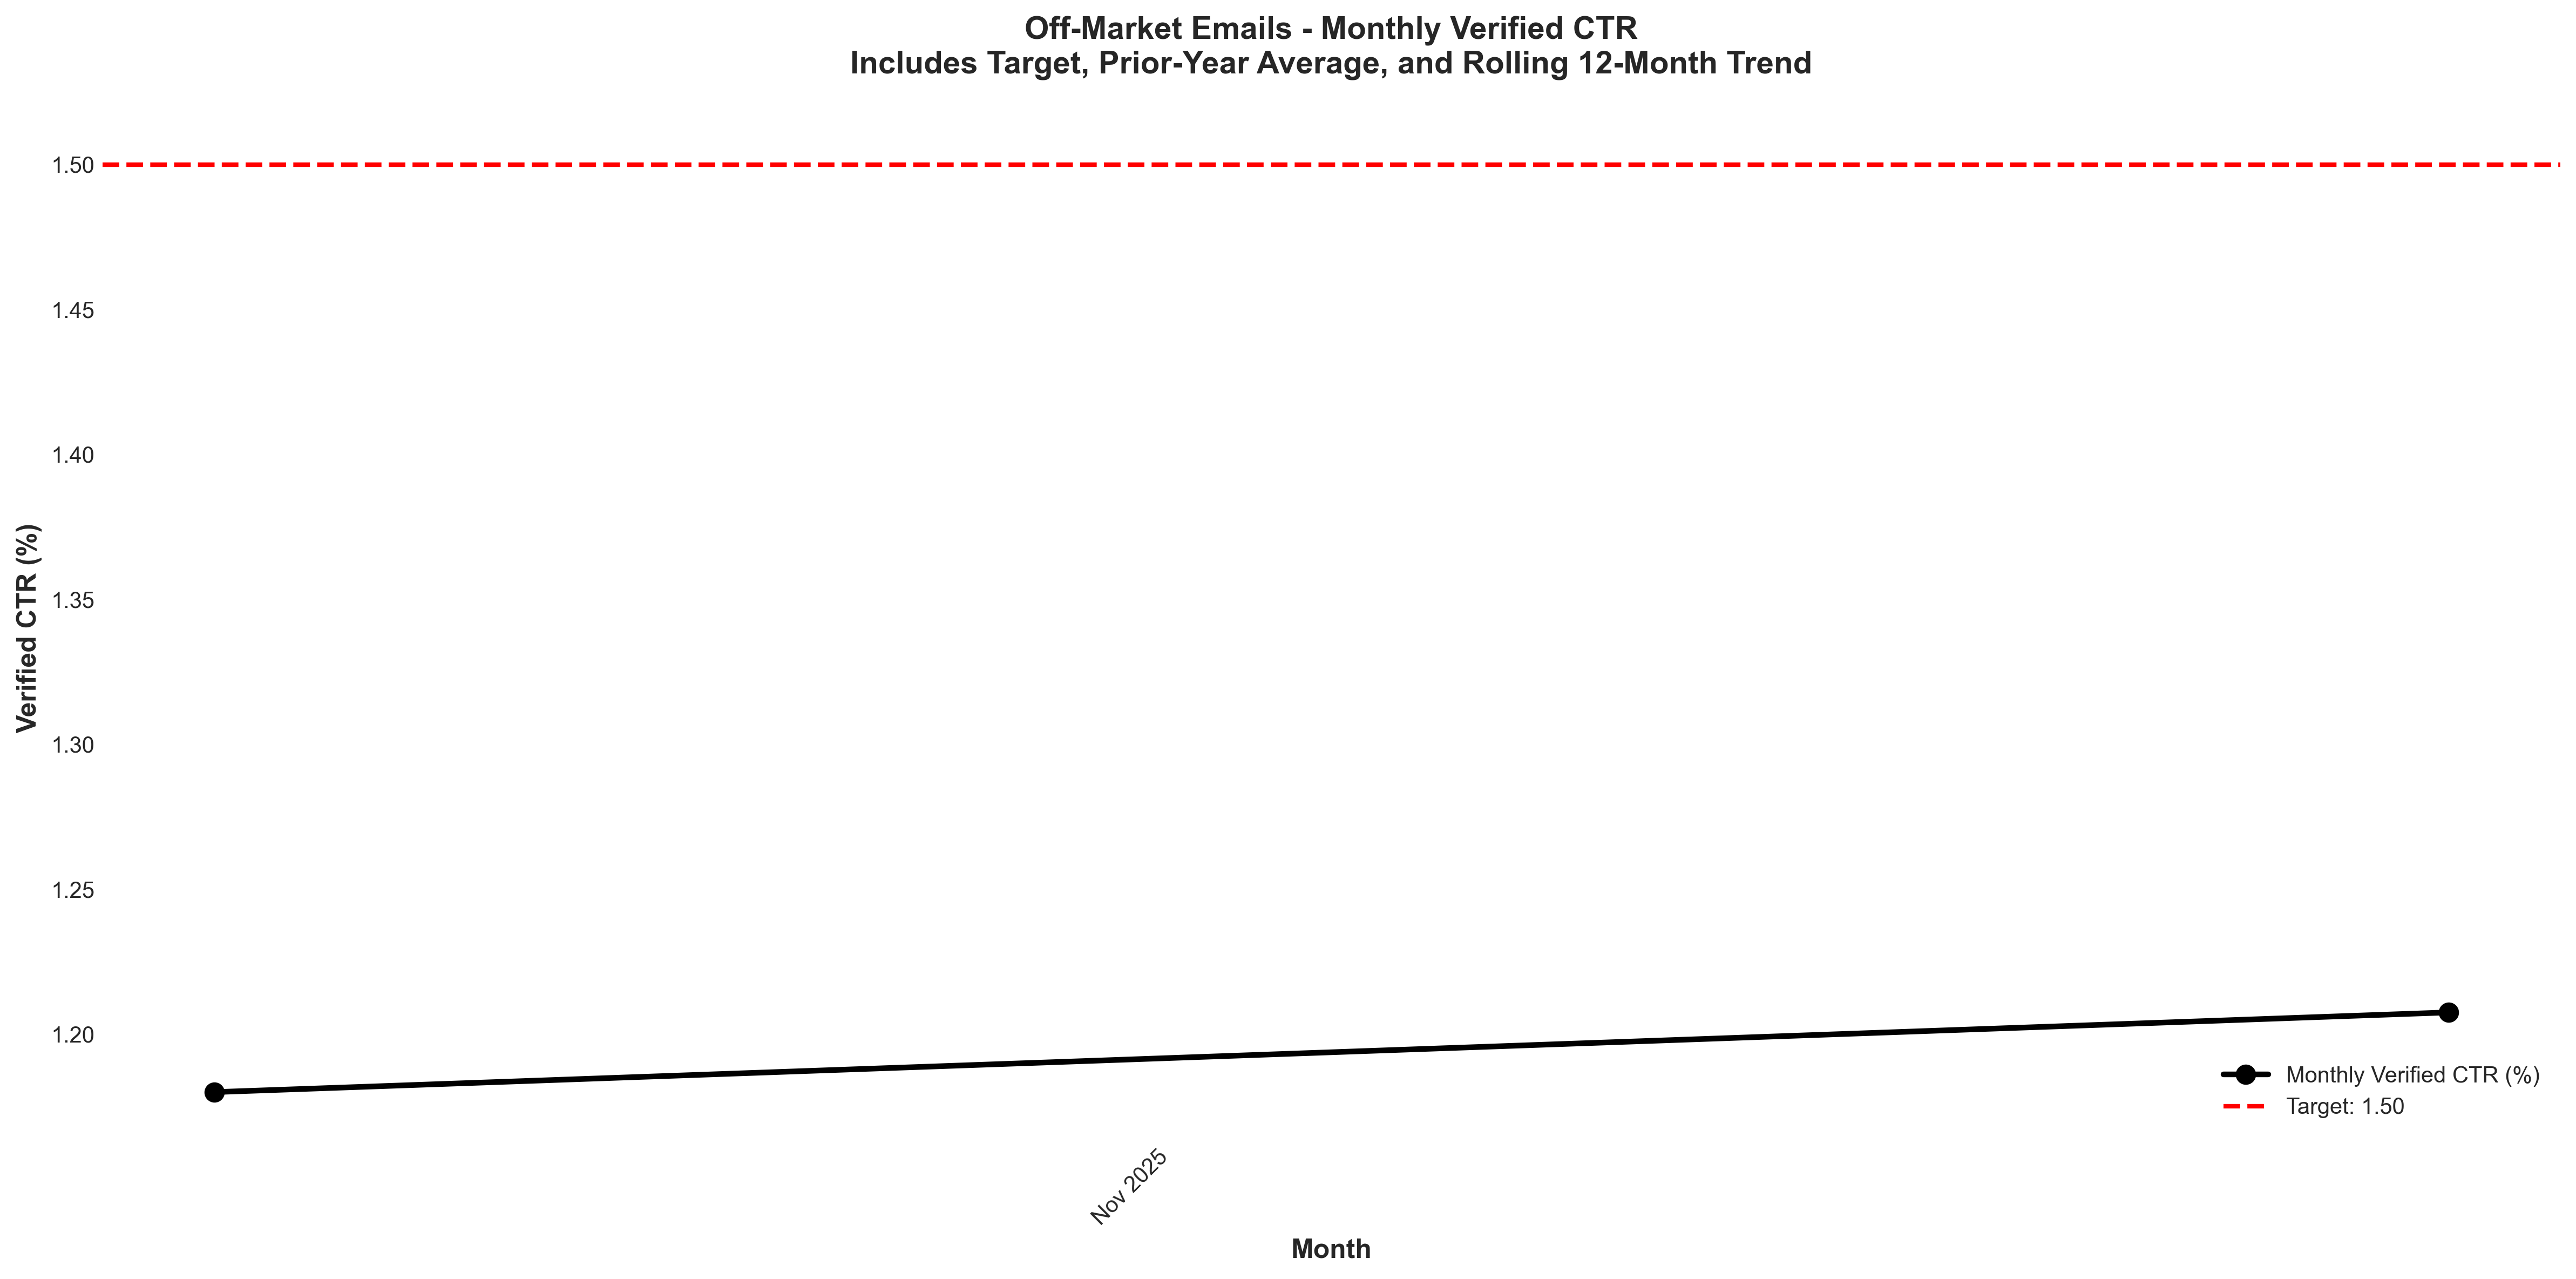 Off-Market Emails - Monthly Verified CTR
Includes Target, Prior-Year Average, and Rolling 12-Month Trend
Verified CTR (%)
1.50
1.45
1.40
1.35
1.30
1.25
1.20
Monthly Verified CTR (%)
Target: 1.50
Nov 2025
Month